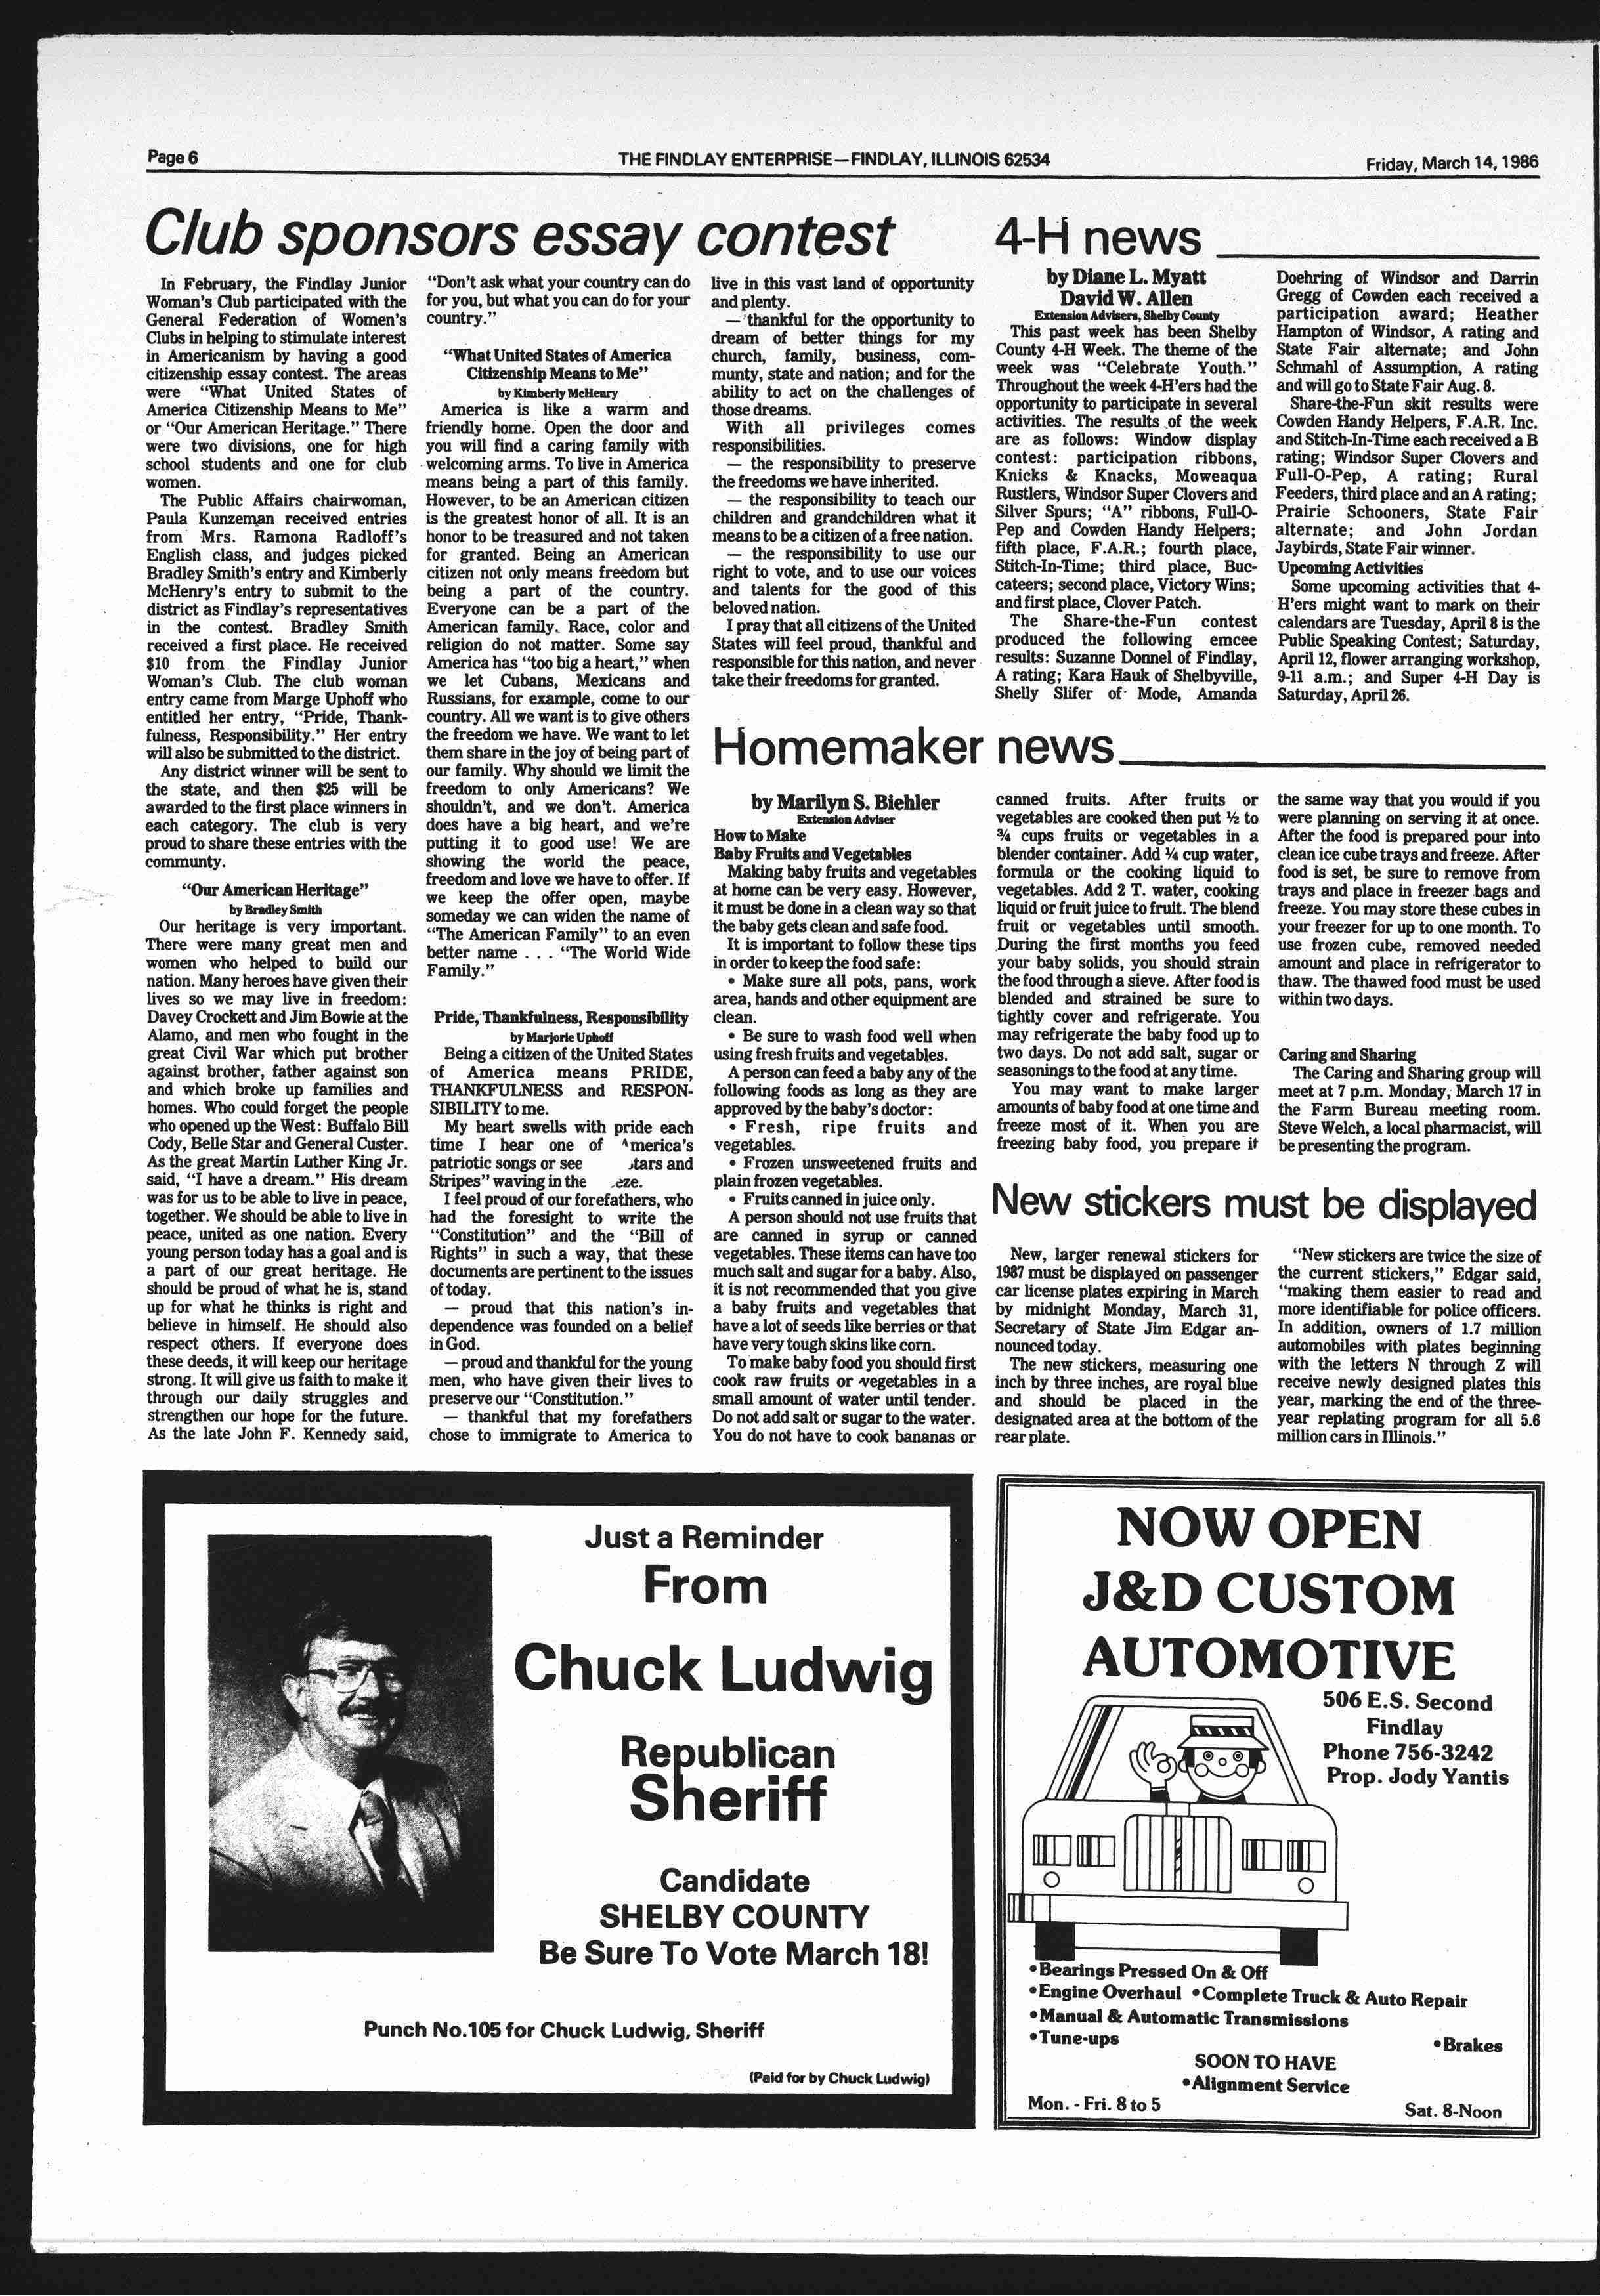 Page 6
THE FINDLAY ENTERPRISE—FINDLAY, ILLINOIS 62534
Friday, March 14, 1986
Club sponsors essay contest
In February, the Findlay Junior
Woman's Club participated with the
General Federation of Women's
Clubs in helping to stimulate interest
in Americanism by having a good
citizenship essay contest. The areas
were "What United States of
America Citizenship Means to Me"
or "Our American Heritage." There
were two divisions, one for high
school students and one for club
women.
The Public Affairs chairwoman,
Paula Kunzeman received entries
from Mrs. Ramona Radloff's
English class, and judges picked
Bradley Smith's entry and Kimberly
McHenry's entry to submit to the
district as Findlay's representatives
in the contest. Bradley Smith
received a first place. He received
$10 from the Findlay Junior
Woman's Club. The club woman
entry came from Marge Uphoff who
entitled her entry, "Pride, Thank-
fulness, Responsibility." Her entry
will also be submitted to the district.
Any district winner will be sent to
the state, and then $25 will be
awarded to the first place winners in
each category. The club is very
proud to share these entries with the
communty.
"Our American Heritage"
by Bradley Smith
Our heritage is very important.
There were many great men and
women who helped to build our
nation. Many heroes have given their
lives so we may live in freedom:
Davey Crockett and Jim Bowie at the
Alamo, and men who fought in the
great Civil War which put brother
against brother, father against son
and which broke up families and
homes. Who could forget the people
who opened up the West: Buffalo Bill
Cody, Belle Star and General Custer.
As the great Martin Luther King Jr.
said, "I have a dream." His dream
was for us to be able to live in peace,
together. We should be able to live in
peace, united as one nation. Every
young person today has a goal and is
a part of our great heritage. He
should be proud of what he is, stand
up for what he thinks is right and
believe in himself. He should also
respect others. If everyone does
these deeds, it will keep our heritage
strong. It will give us faith to make it
through our daily struggles and
strengthen our hope for the future.
As the late John F. Kennedy said,
"Don't ask what your country can do
for you, but what you can do for your
country."
"What United States of America
Citizenship Means to Me"
by Kimberly McHenry
America is like a warm and
friendly home. Open the door and
you will find a caring family with
welcoming arms. To live in America
means being a part of this family.
However, to be an American citizen
is the greatest honor of all. It is an
honor to be treasured and not taken
for granted. Being an American
citizen not only means freedom but
being a part of the country.
Everyone can be a part of the
American family. Race, color and
religion do not matter. Some say
America has "too big a heart," when
we let Cubans, Mexicans and
Russians, for example, come to our
country. All we want is to give others
the freedom we have. We want to let
them share in the joy of being part of
our family. Why should we limit the
freedom to only Americans? We
shouldn't, and we don't. America
does have a big heart, and we're
putting it to good use! We are
showing the world the peace,
freedom and love we have to offer. If
we keep the offer open, maybe
someday we can widen the name of
"The American Family" to an even
better name . . . "The World Wide
Family."
Pride, Thankfulness, Responsibility
by Marjorie Uphoff
Being a citizen of the United States
of America means PRIDE,
THANKFULNESS and RESPON-
SIBILITY to me.
My heart swells with pride each
time I hear one of America's
patriotic songs or see tars and
Stripes" waving in the eze.
I feel proud of our forefathers, who
had the foresight to write the
"Constitution" and the "Bill of
Rights" in such a way, that these
documents are pertinent to the issues
of today.
— proud that this nation's in-
dependence was founded on a belief
in God.
— proud and thankful for the young
men, who have given their lives to
preserve our "Constitution."
— thankful that my forefathers
chose to immigrate to America to
live in this vast land of opportunity
and plenty.
— thankful for the opportunity to
dream of better things for my
church, family, business, com-
munty, state and nation; and for the
ability to act on the challenges of
those dreams.
With all privileges comes
responsibilities.
— the responsibility to preserve
the freedoms we have inherited.
— the responsibility to teach our
children and grandchildren what it
means to be a citizen of a free nation.
— the responsibility to use our
right to vote, and to use our voices
and talents for the good of this
beloved nation.
I pray that all citizens of the United
States will feel proud, thankful and
responsible for this nation, and never
take their freedoms for granted.
4-H news
by Diane L. Myatt
David W. Allen
Extension Advisers, Shelby County
This past week has been Shelby
County 4-H Week. The theme of the
week was "Celebrate Youth."
Throughout the week 4-H'ers had the
opportunity to participate in several
activities. The results of the week
are as follows: Window display
contest: participation ribbons,
Knicks & Knacks, Moweaqua
Rustlers, Windsor Super Clovers and
Silver Spurs; "A" ribbons, Full-O-
Pep and Cowden Handy Helpers;
fifth place, F.A.R.; fourth place,
Stitch-In-Time; third place, Buc-
cateers; second place, Victory Wins;
and first place, Clover Patch.
The Share-the-Fun contest
produced the following emcee
results: Suzanne Donnel of Findlay,
A rating; Kara Hauk of Shelbyville,
Shelly Slifer of Mode, Amanda
Doehring of Windsor and Darrin
Gregg of Cowden each received a
participation award; Heather
Hampton of Windsor, A rating and
State Fair alternate; and John
Schmahl of Assumption, A rating
and will go to State Fair Aug. 8.
Share-the-Fun skit results were
Cowden Handy Helpers, F.A.R. Inc.
and Stitch-In-Time each received a B
rating; Windsor Super Clovers and
Full-O-Pep, A rating; Rural
Feeders, third place and an A rating;
Prairie Schooners, State Fair
alternate; and John Jordan
Jaybirds, State Fair winner.
Upcoming Activities
Some upcoming activities that 4-
H'ers might want to mark on their
calendars are Tuesday, April 8 is the
Public Speaking Contest; Saturday,
April 12, flower arranging workshop,
9-11 a.m.; and Super 4-H Day is
Saturday, April 26.
Homemaker news
by Marilyn S. Biehler
Extension Adviser
How to Make
Baby Fruits and Vegetables
Making baby fruits and vegetables
at home can be very easy. However,
it must be done in a clean way so that
the baby gets clean and safe food.
It is important to follow these tips
in order to keep the food safe:
• Make sure all pots, pans, work
area, hands and other equipment are
clean.
• Be sure to wash food well when
using fresh fruits and vegetables.
A person can feed a baby any of the
following foods as long as they are
approved by the baby's doctor:
• Fresh, ripe fruits and
vegetables.
• Frozen unsweetened fruits and
plain frozen vegetables.
• Fruits canned in juice only.
A person should not use fruits that
are canned in syrup or canned
vegetables. These items can have too
much salt and sugar for a baby. Also,
it is not recommended that you give
a baby fruits and vegetables that
have a lot of seeds like berries or that
have very tough skins like corn.
To make baby food you should first
cook raw fruits or vegetables in a
small amount of water until tender.
Do not add salt or sugar to the water.
You do not have to cook bananas or
canned fruits. After fruits or
vegetables are cooked then put ½ to
¾ cups fruits or vegetables in a
blender container. Add ¼ cup water,
formula or the cooking liquid to
vegetables. Add 2 T. water, cooking
liquid or fruit juice to fruit. The blend
fruit or vegetables until smooth.
During the first months you feed
your baby solids, you should strain
the food through a sieve. After food is
blended and strained be sure to
tightly cover and refrigerate. You
may refrigerate the baby food up to
two days. Do not add salt, sugar or
seasonings to the food at any time.
You may want to make larger
amounts of baby food at one time and
freeze most of it. When you are
freezing baby food, you prepare it
the same way that you would if you
were planning on serving it at once.
After the food is prepared pour into
clean ice cube trays and freeze. After
food is set, be sure to remove from
trays and place in freezer bags and
freeze. You may store these cubes in
your freezer for up to one month. To
use frozen cube, removed needed
amount and place in refrigerator to
thaw. The thawed food must be used
within two days.
Caring and Sharing
The Caring and Sharing group will
meet at 7 p.m. Monday, March 17 in
the Farm Bureau meeting room.
Steve Welch, a local pharmacist, will
be presenting the program.
New stickers must be displayed
New, larger renewal stickers for
1987 must be displayed on passenger
car license plates expiring in March
by midnight Monday, March 31,
Secretary of State Jim Edgar an-
nounced today.
The new stickers, measuring one
inch by three inches, are royal blue
and should be placed in the
designated area at the bottom of the
rear plate.
"New stickers are twice the size of
the current stickers," Edgar said,
"making them easier to read and
more identifiable for police officers.
In addition, owners of 1.7 million
automobiles with plates beginning
with the letters N through Z will
receive newly designed plates this
year, marking the end of the three-
year replating program for all 5.6
million cars in Illinois."
Just a Reminder
From
Chuck Ludwig
Republican
Sheriff
Candidate
SHELBY COUNTY
Be Sure To Vote March 18!
Punch No.105 for Chuck Ludwig, Sheriff
(Paid for by Chuck Ludwig)
NOW OPEN
J&D CUSTOM
AUTOMOTIVE
506 E.S. Second
Findlay
Phone 756-3242
Prop. Jody Yantis
•Bearings Pressed On & Off
•Engine Overhaul •Complete Truck & Auto Repair
•Manual & Automatic Transmissions
•Tune-ups •Brakes
SOON TO HAVE
•Alignment Service
Mon. - Fri. 8 to 5 Sat. 8-Noon